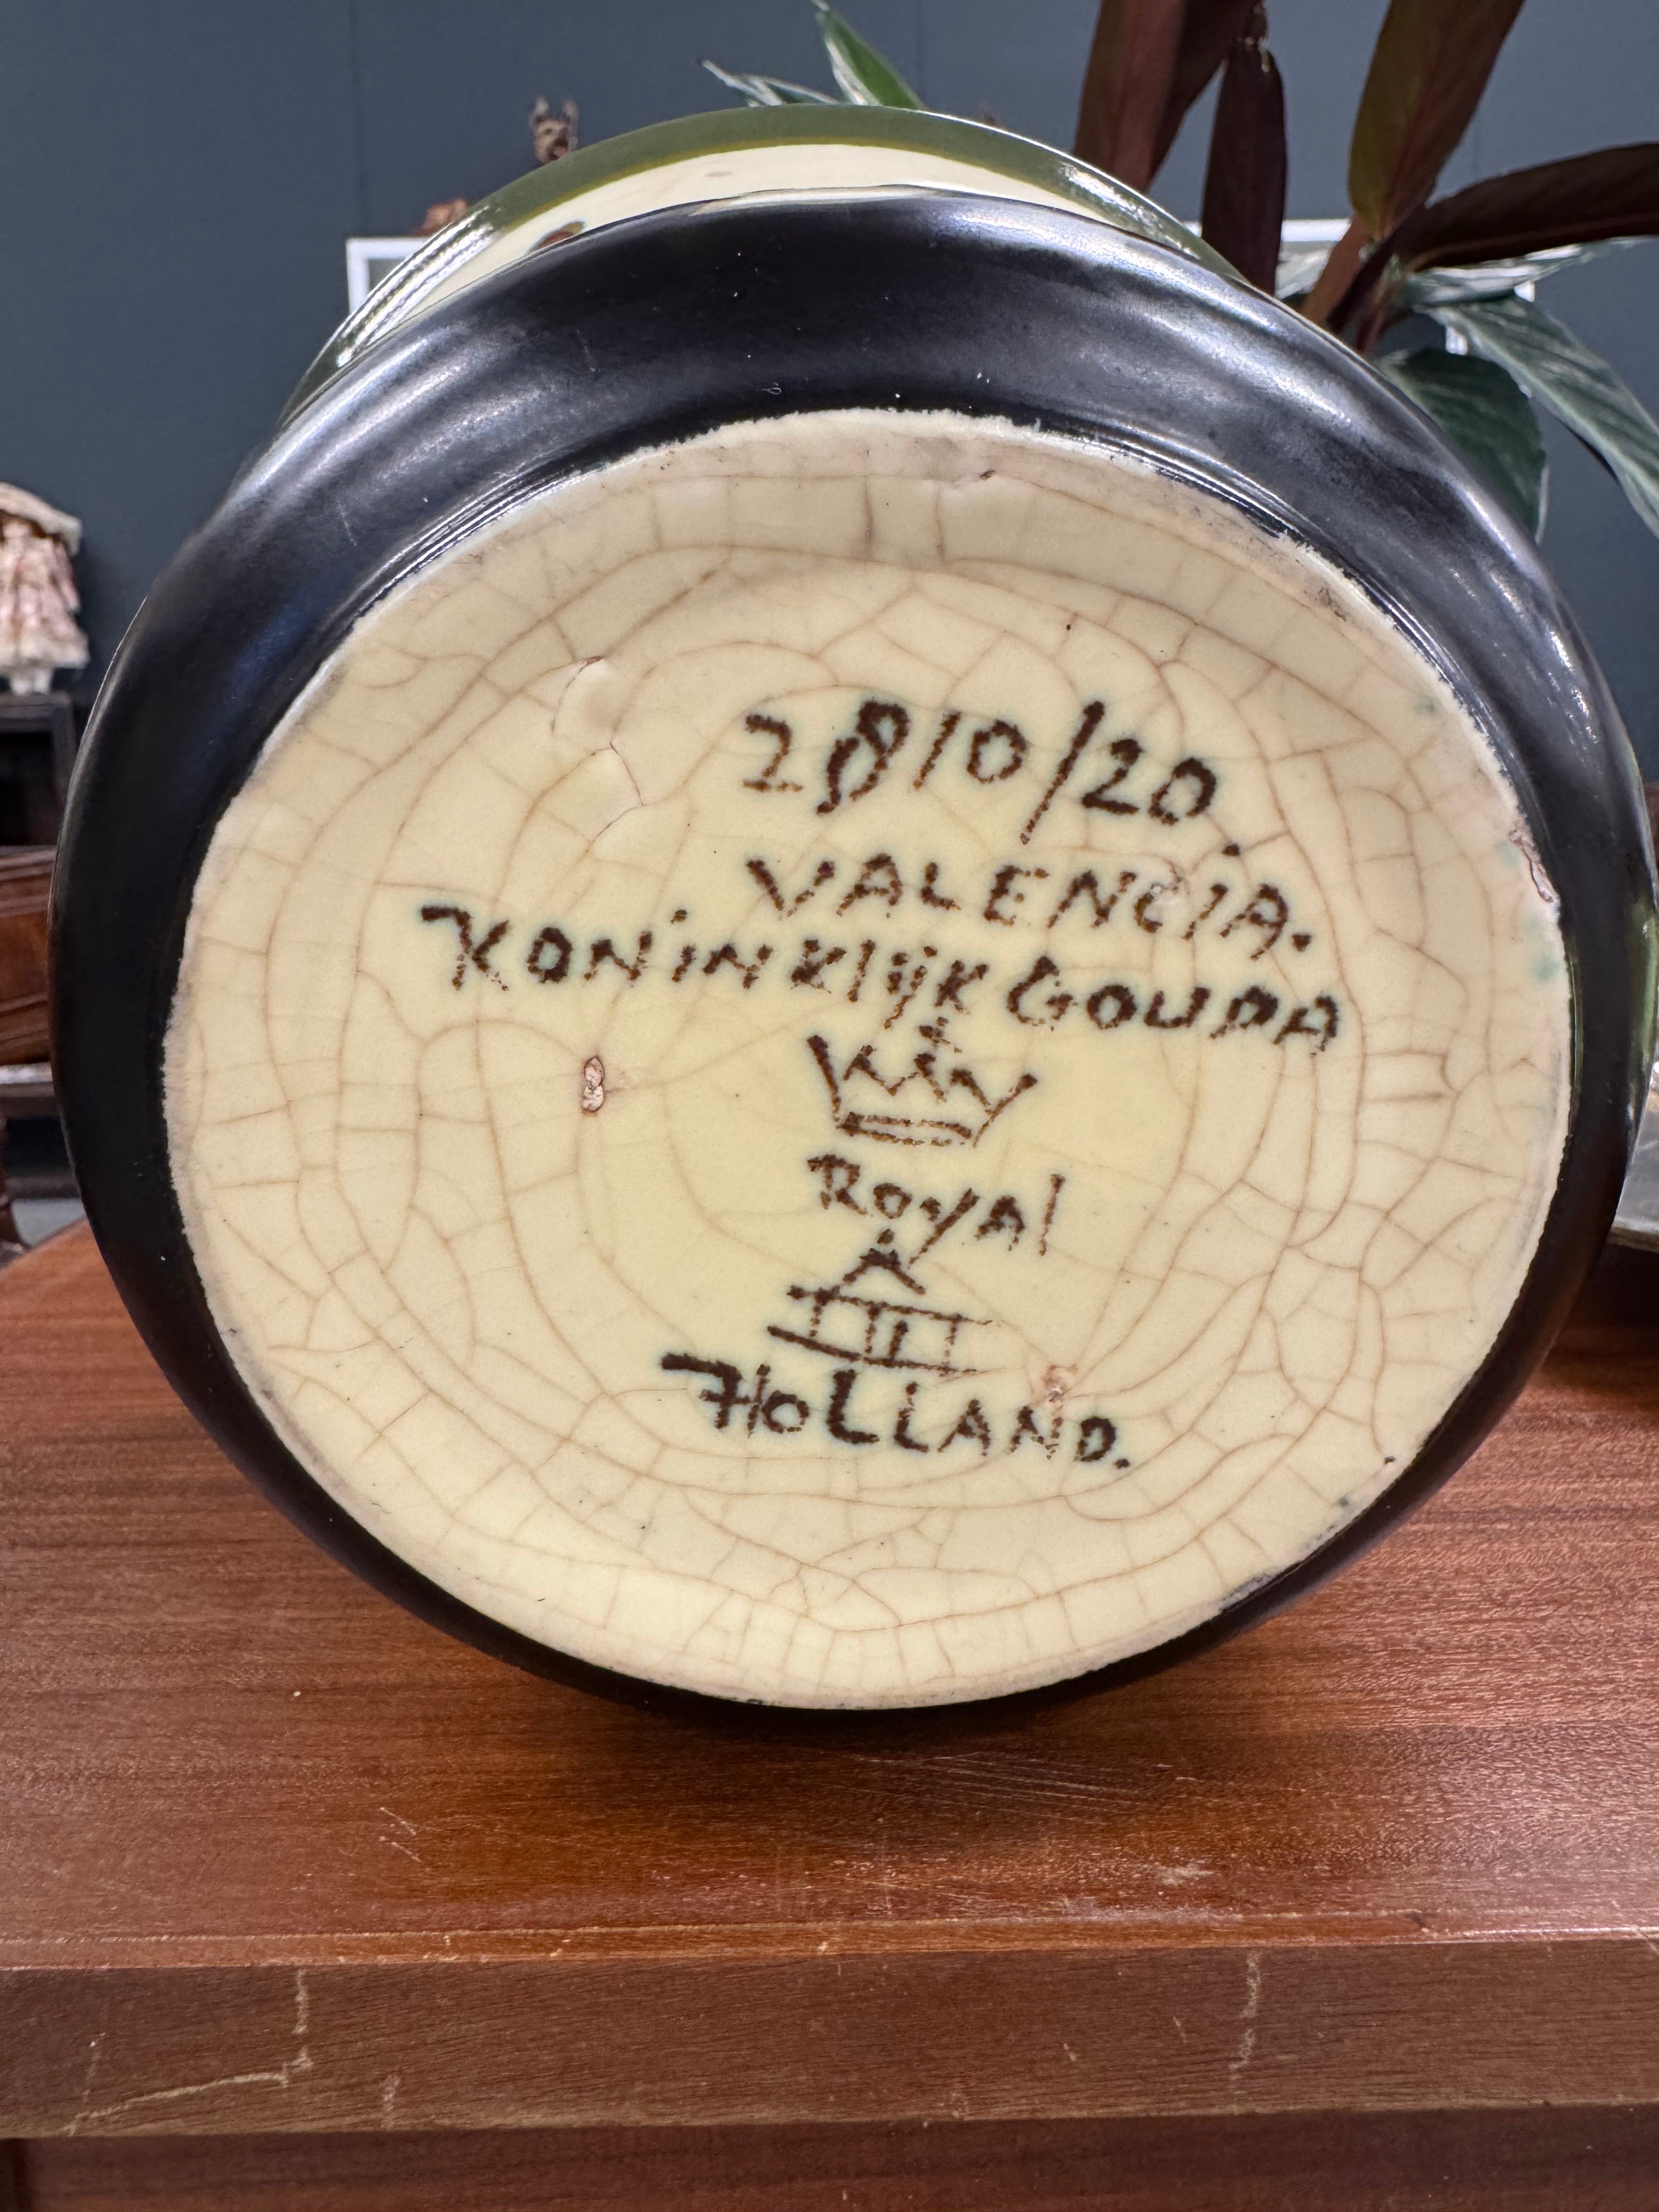 2810/20
VALENCiA.
KONiNKlijK GOUDA
Royal
HOLLAND.